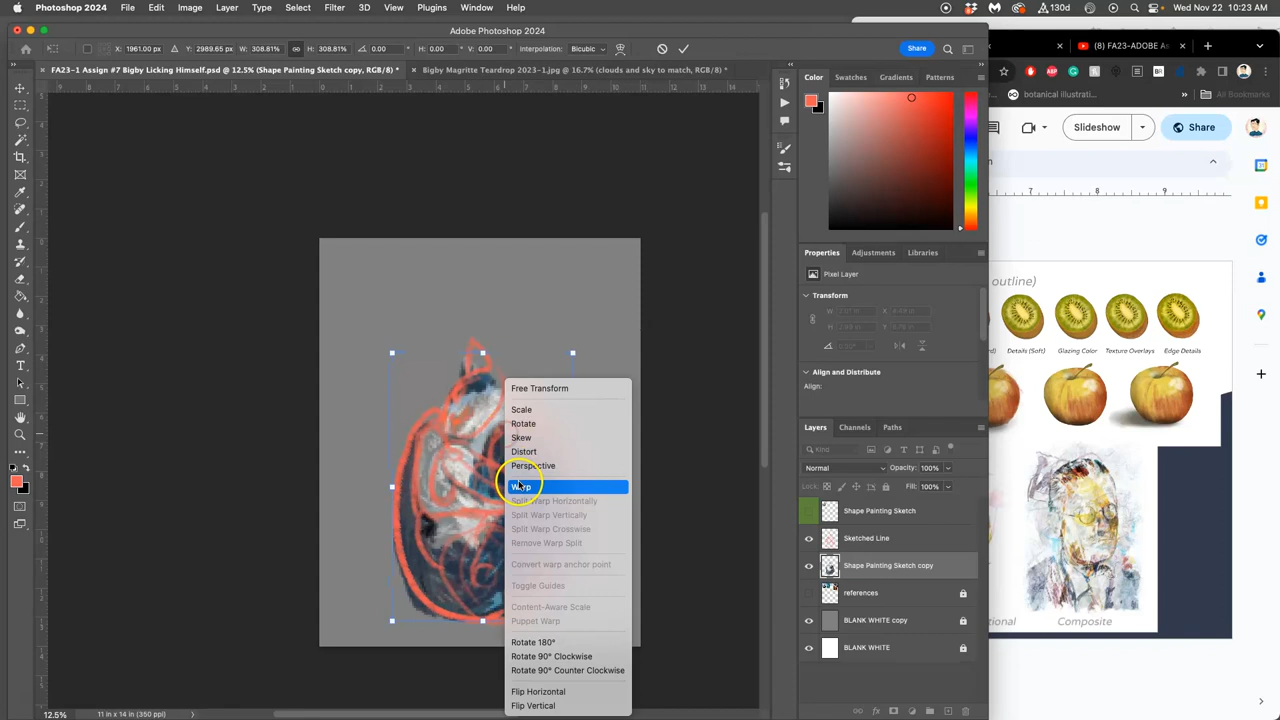 Photoshop 2024 File Edit Image Layer Type Select Filter 3D View Plugins Window Help 130d
Adobe Photoshop 2024
X: 1961.00 px Y: 2989.65 px W: 308.81% H: 308.81% 0.00 ° H: 0.00 ° V: 0.00 ° Interpolation: Bicubic Share
FA23-1 Assign #7 Bigby Licking Himself.psd @ 12.5% (Shape Painting Sketch copy, RGB/8) * Bigby Magritte Teardrop 2023-1.jpg @ 16.7% (clouds and sky to match, RGB/8) *
(8) FA23-ADOBE As
botanical illustrati...
All Bookmarks
Slideshow
Share
7 8 9
Color Swatches Gradients Patterns
Properties Adjustments Libraries
Pixel Layer
Transform
Align and Distribute
Align:
Layers Channels Paths
Kind
Normal Opacity: 100%
Lock: Fill: 100%
Shape Painting Sketch
Sketched Line
Shape Painting Sketch copy
references
BLANK WHITE copy
BLANK WHITE
Free Transform
Scale
Rotate
Skew
Distort
Perspective
Warp
Split Warp Horizontally
Split Warp Vertically
Split Warp Crosswise
Remove Warp Split
Convert warp anchor point
Toggle Guides
Content-Aware Scale
Puppet Warp
Rotate 180°
Rotate 90° Clockwise
Rotate 90° Counter Clockwise
Flip Horizontal
Flip Vertical
outline)
Details (Soft) Glazing Color Texture Overlays Edge Details
Composite
12.5% 11 in x 14 in (350 ppi)